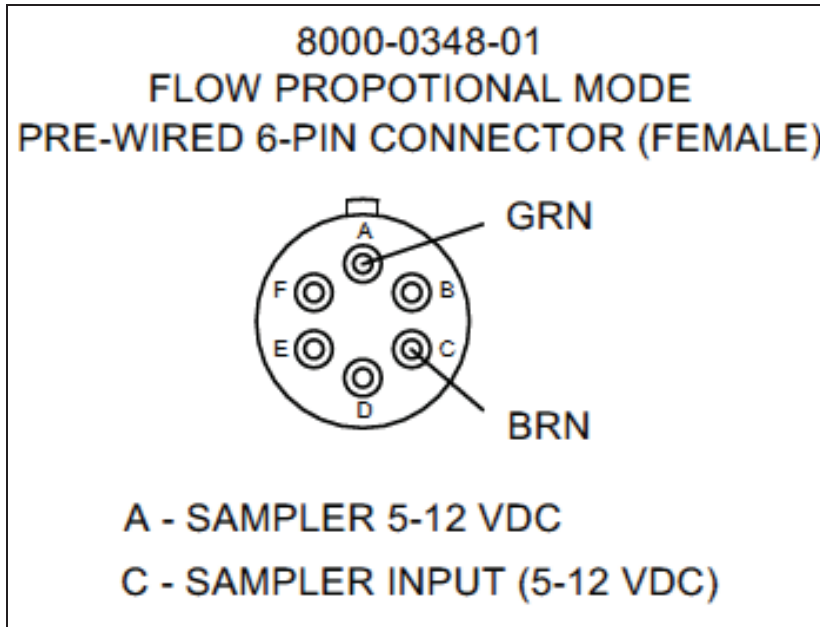 8000-0348-01
FLOW PROPOTIONAL MODE
PRE-WIRED 6-PIN CONNECTOR (FEMALE)
GRN
A
F
B
E
C
D
BRN
A - SAMPLER 5-12 VDC
C - SAMPLER INPUT (5-12 VDC)